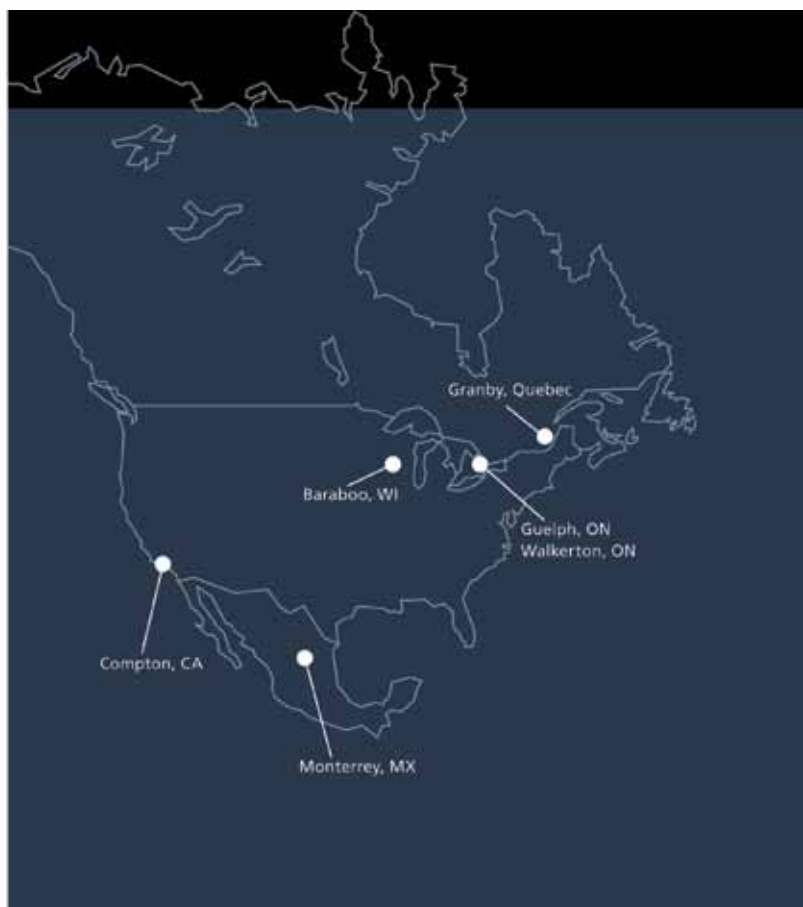 Granby, Quebec
Baraboo, WI
Guelph, ON
Walkerton, ON
Compton, CA
Monterrey, MX